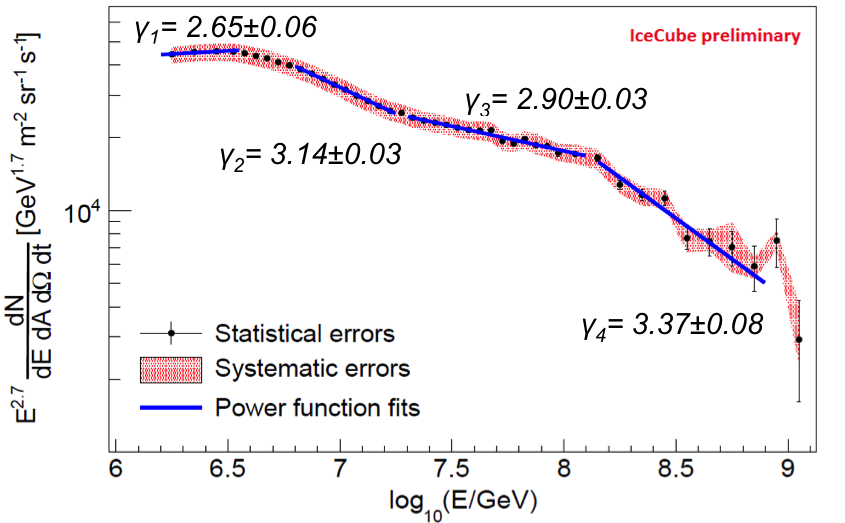 γ₁= 2.65±0.06
IceCube preliminary
γ₃= 2.90±0.03
γ₂= 3.14±0.03
10⁴
E²·⁷ dN/dE dA dΩ dt [GeV¹·⁷ m⁻² sr⁻¹ s⁻¹]
γ₄= 3.37±0.08
Statistical errors
Systematic errors
Power function fits
6 6.5 7 7.5 8 8.5 9
log₁₀(E/GeV)